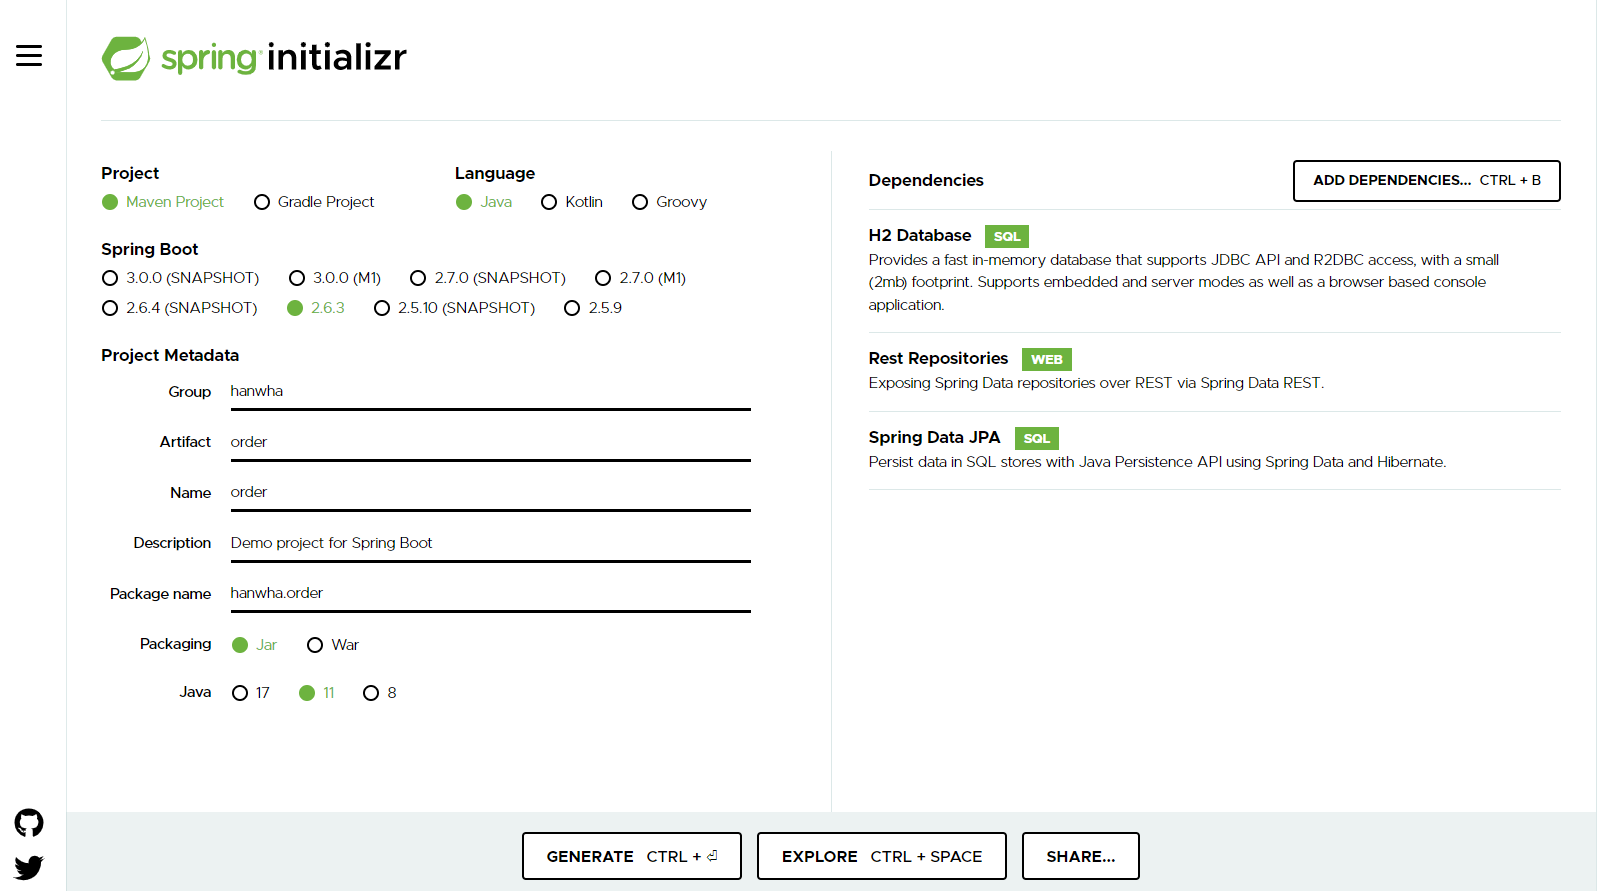 spring initializr
Project
Maven Project Gradle Project
Language
Java Kotlin Groovy
Spring Boot
3.0.0 (SNAPSHOT) 3.0.0 (M1) 2.7.0 (SNAPSHOT) 2.7.0 (M1)
2.6.4 (SNAPSHOT) 2.6.3 2.5.10 (SNAPSHOT) 2.5.9
Project Metadata
Group hanwha
Artifact order
Name order
Description Demo project for Spring Boot
Package name hanwha.order
Packaging Jar War
Java 17 11 8
Dependencies
ADD DEPENDENCIES... CTRL + B
H2 Database SQL
Provides a fast in-memory database that supports JDBC API and R2DBC access, with a small
(2mb) footprint. Supports embedded and server modes as well as a browser based console
application.
Rest Repositories WEB
Exposing Spring Data repositories over REST via Spring Data REST.
Spring Data JPA SQL
Persist data in SQL stores with Java Persistence API using Spring Data and Hibernate.
GENERATE CTRL + ⏎
EXPLORE CTRL + SPACE
SHARE...